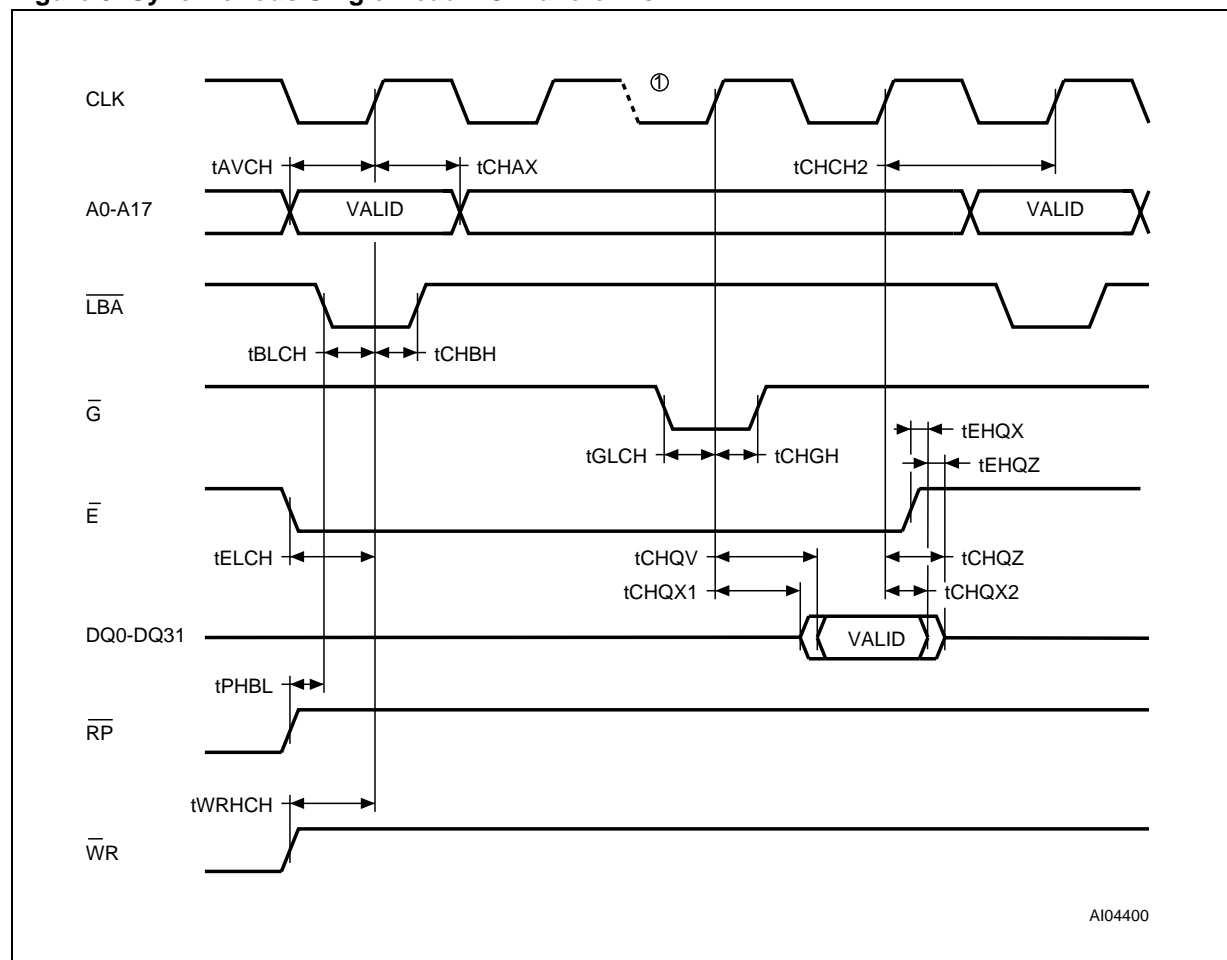 CLK
①
tAVCH
tCHAX
tCHCH2
A0-A17
VALID
VALID
LBA
tBLCH
tCHBH
G
tGLCH
tCHGH
tEHQX
tEHQZ
E
tELCH
tCHQV
tCHQZ
tCHQX1
tCHQX2
DQ0-DQ31
VALID
tPHBL
RP
tWRHCH
WR
AI04400